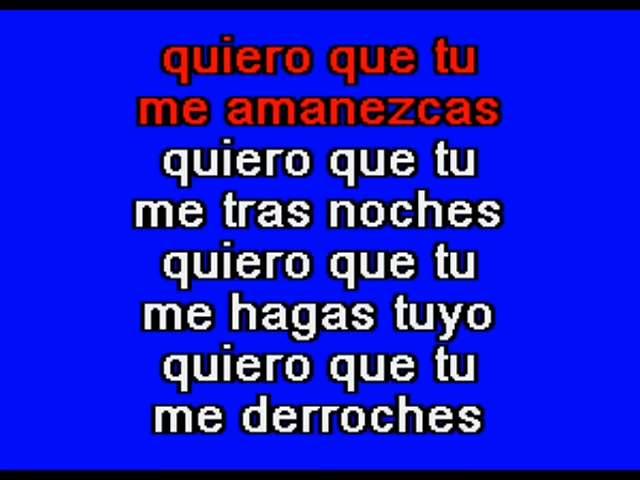 quiero que tu
me amanezcas
quiero que tu
me tras noches
quiero que tu
me hagas tuyo
quiero que tu
me derroches